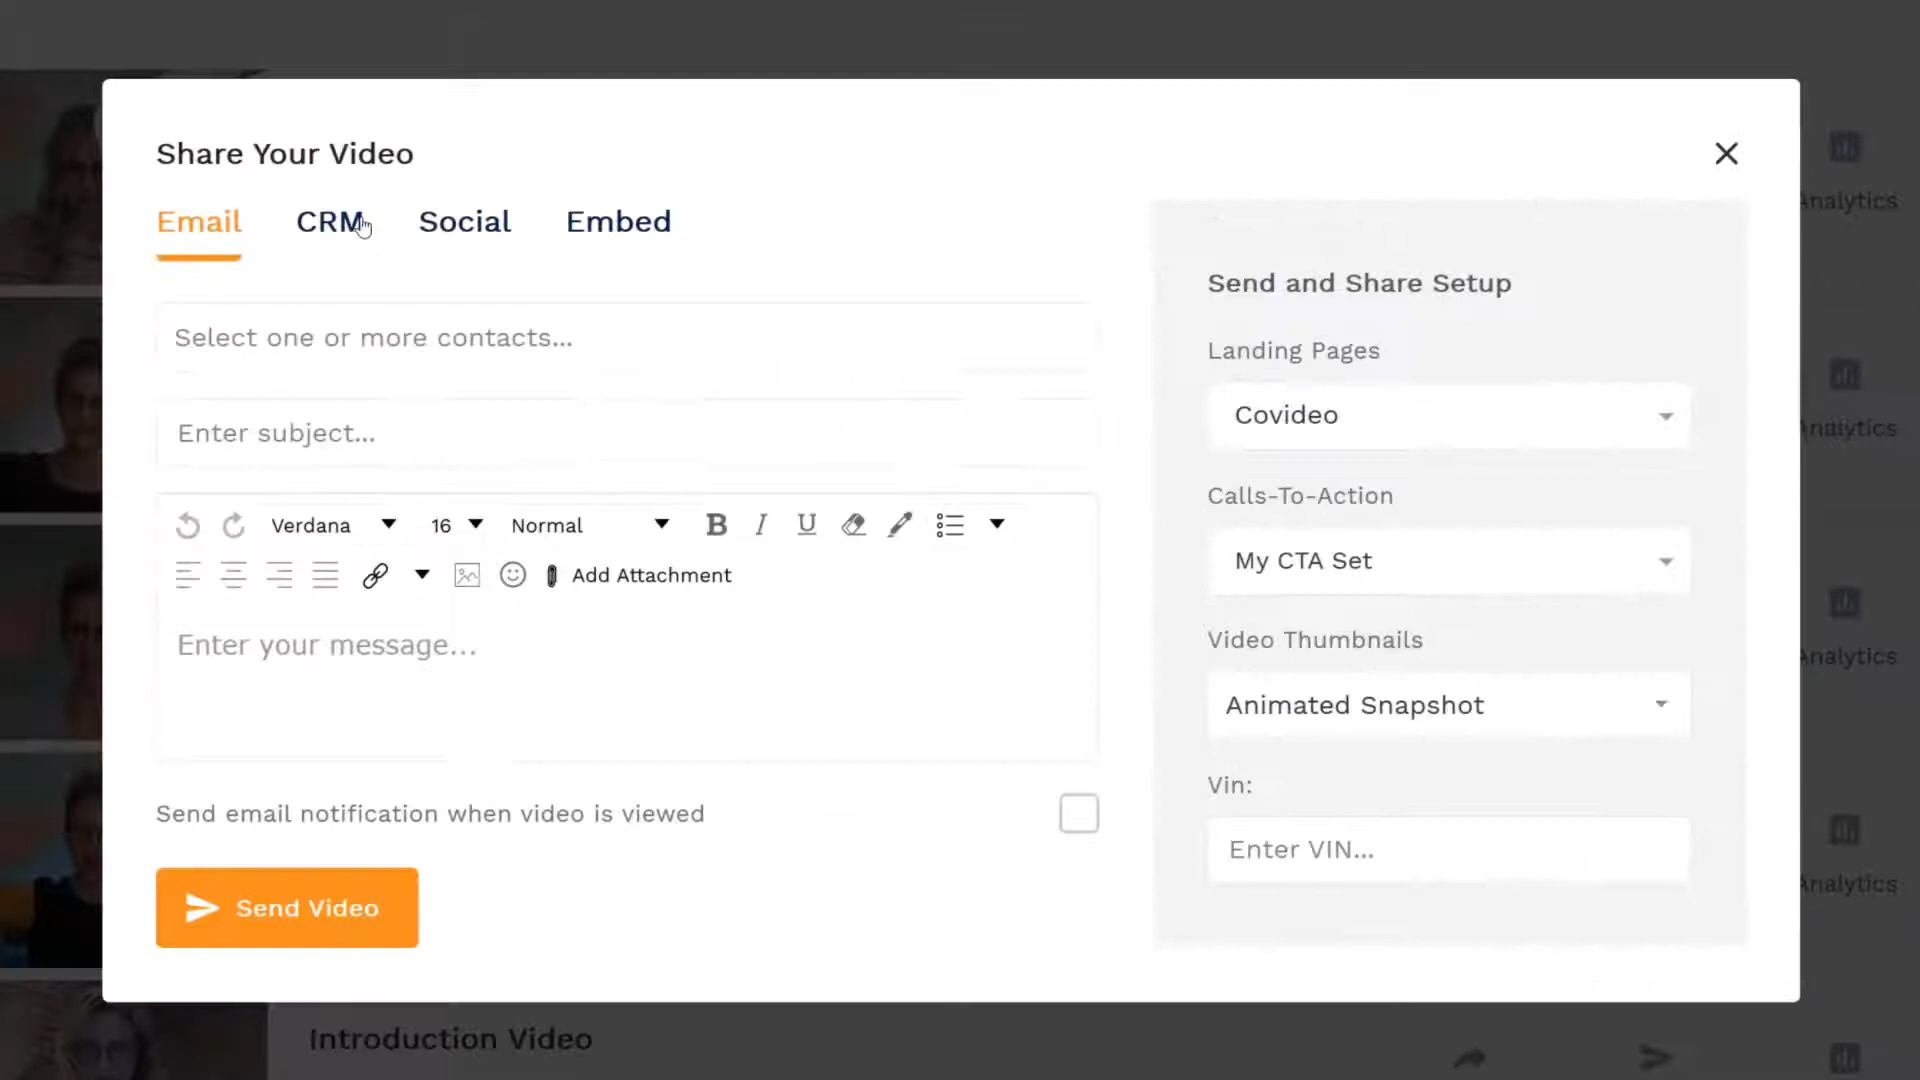 Share Your Video
Email CRM Social Embed
Select one or more contacts...
Enter subject...
Verdana 16 Normal B I U
Add Attachment
Enter your message...
Send email notification when video is viewed
Send Video
Send and Share Setup
Landing Pages
Covideo
Calls-To-Action
My CTA Set
Video Thumbnails
Animated Snapshot
Vin:
Enter VIN...
Analytics
Analytics
Analytics
Analytics
Introduction Video